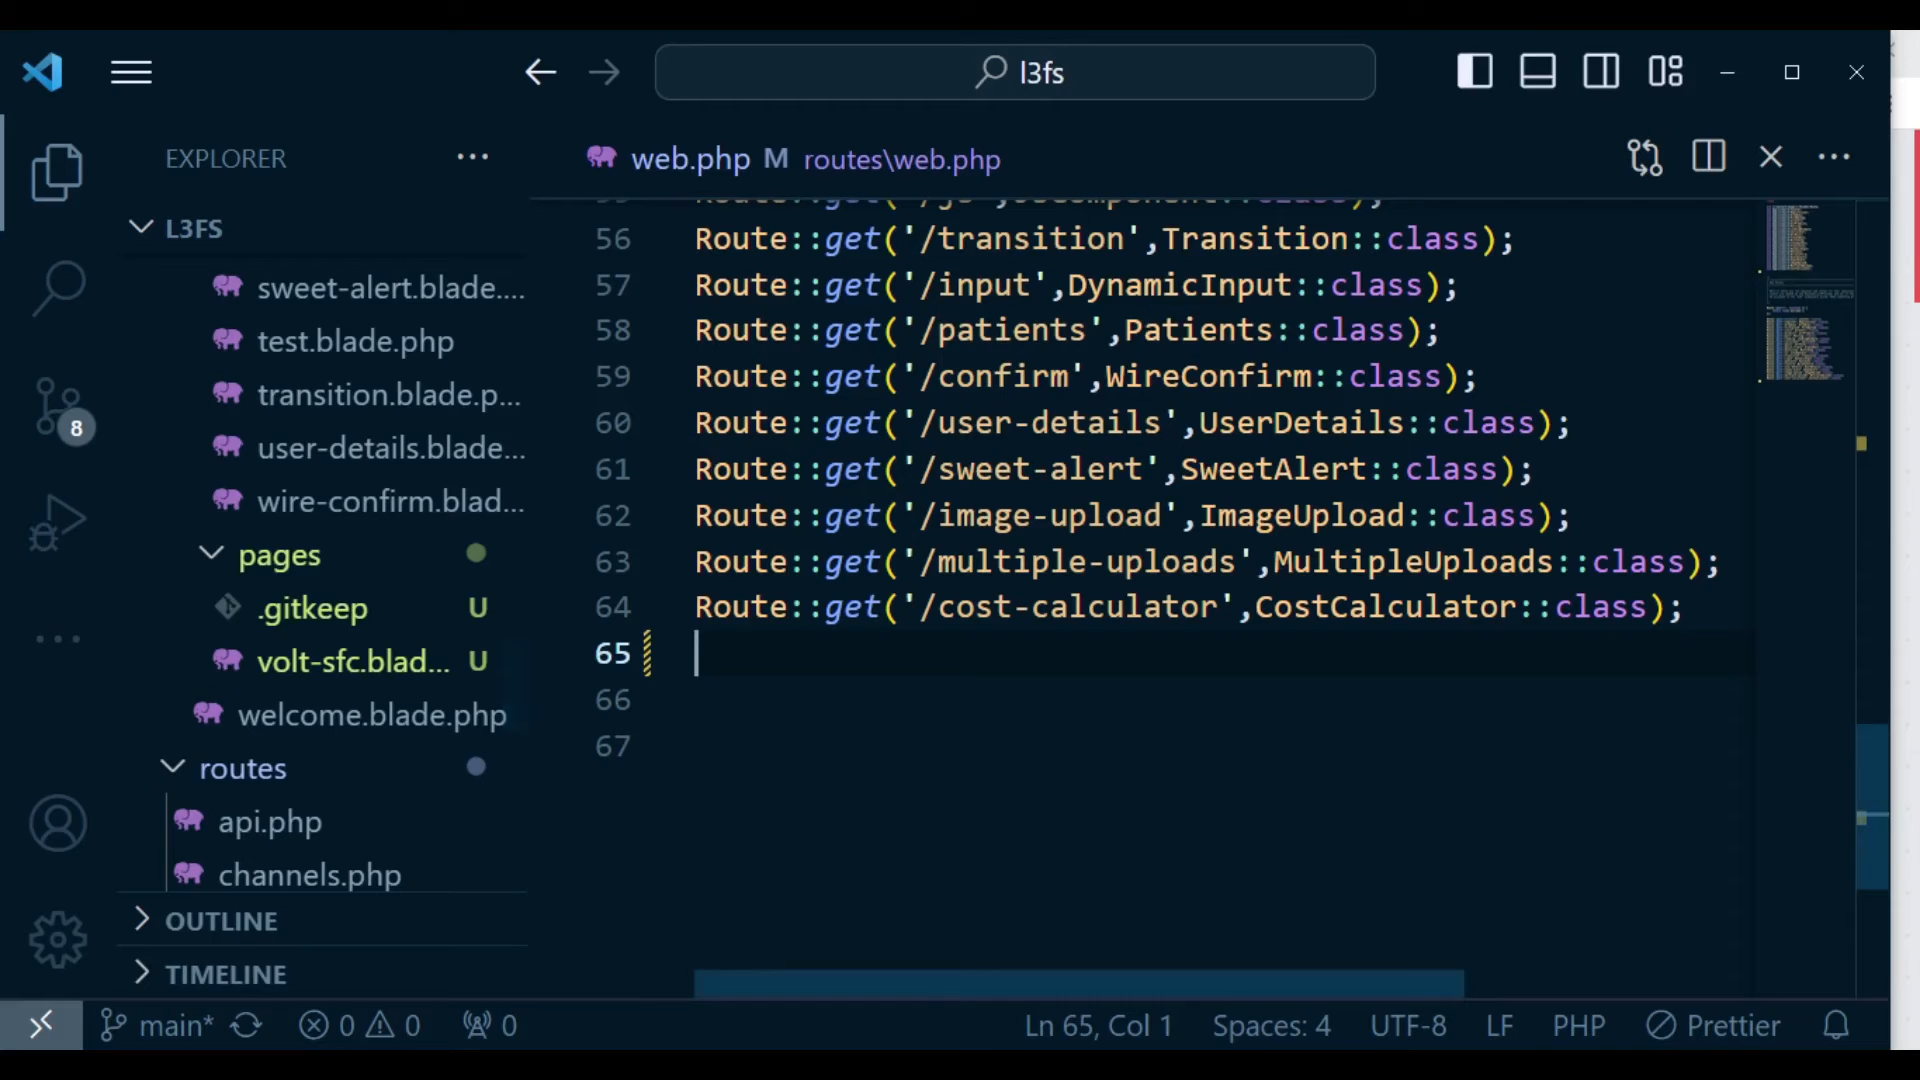 l3fs
EXPLORER
L3FS
sweet-alert.blade....
test.blade.php
transition.blade.p...
user-details.blade...
wire-confirm.blad...
pages
.gitkeep U
volt-sfc.blad... U
welcome.blade.php
routes
api.php
channels.php
OUTLINE
TIMELINE
8
web.php M routes\web.php
56 Route::get('/transition',Transition::class);
57 Route::get('/input',DynamicInput::class);
58 Route::get('/patients',Patients::class);
59 Route::get('/confirm',WireConfirm::class);
60 Route::get('/user-details',UserDetails::class);
61 Route::get('/sweet-alert',SweetAlert::class);
62 Route::get('/image-upload',ImageUpload::class);
63 Route::get('/multiple-uploads',MultipleUploads::class);
64 Route::get('/cost-calculator',CostCalculator::class);
65
66
67
main* 0 0 0 Ln 65, Col 1 Spaces: 4 UTF-8 LF PHP Prettier